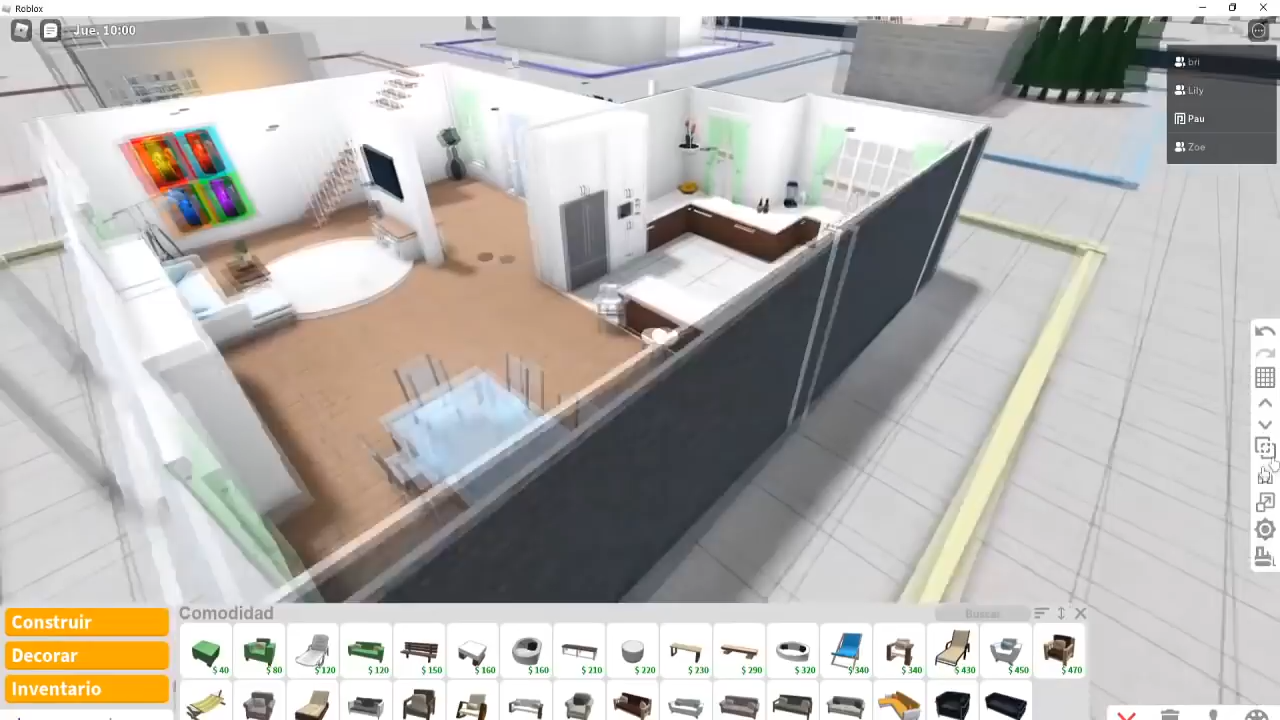 Roblox
Jue. 10:00
bri
Lily
Pau
Zoe
Construir
Decorar
Inventario
Comodidad
Buscar
$ 40
$ 80
$ 120
$ 120
$ 150
$ 160
$ 160
$ 210
$ 220
$ 230
$ 290
$ 320
$ 340
$ 340
$ 430
$ 450
$ 470